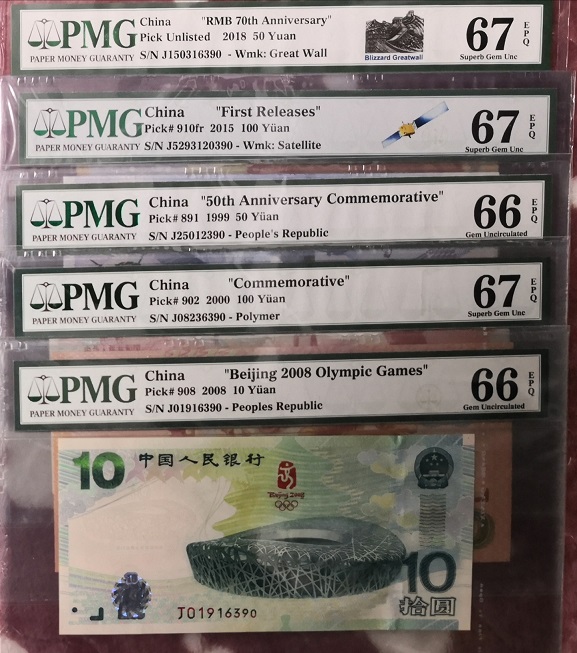 PMG
PAPER MONEY GUARANTY
China "RMB 70th Anniversary"
Pick Unlisted 2018 50 Yuan
S/N J150316390 - Wmk: Great Wall
Blizzard Greatwall
67 EPQ
Superb Gem Unc
PMG
PAPER MONEY GUARANTY
China "First Releases"
Pick# 910fr 2015 100 Yüan
S/N J5293120390 - Wmk: Satellite
67 EPQ
Superb Gem Unc
PMG
PAPER MONEY GUARANTY
China "50th Anniversary Commemorative"
Pick# 891 1999 50 Yüan
S/N J25012390 - People's Republic
66 EPQ
Gem Uncirculated
PMG
PAPER MONEY GUARANTY
China "Commemorative"
Pick# 902 2000 100 Yüan
S/N J08236390 - Polymer
67 EPQ
Superb Gem Unc
PMG
PAPER MONEY GUARANTY
China "Beijing 2008 Olympic Games"
Pick# 908 2008 10 Yüan
S/N J01916390 - Peoples Republic
66 EPQ
Gem Uncirculated
10 中国人民银行
Beijing 2008
10
拾圆
J01916390